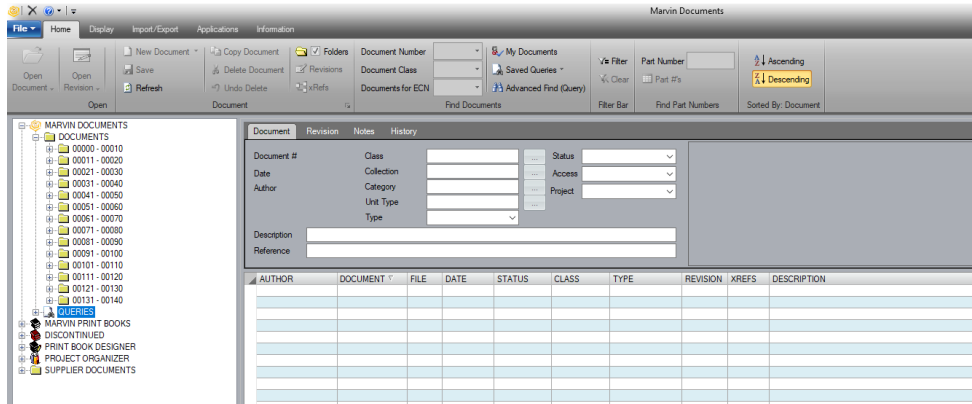 Marvin Documents
File Home Display Import/Export Applications Information
New Document Copy Document Folders Document Number My Documents Filter Part Number Ascending
Open Document Open Revision Save Delete Document Revisions Document Class Saved Queries Clear Part #'s Descending
Refresh Undo Delete xRefs Documents for ECN Advanced Find (Query)
Open Document Find Documents Filter Bar Find Part Numbers Sorted By: Document
MARVIN DOCUMENTS
DOCUMENTS
00000 - 00010
00011 - 00020
00021 - 00030
00031 - 00040
00041 - 00050
00051 - 00060
00061 - 00070
00071 - 00080
00081 - 00090
00091 - 00100
00101 - 00110
00111 - 00120
00121 - 00130
00131 - 00140
QUERIES
MARVIN PRINT BOOKS
DISCONTINUED
PRINT BOOK DESIGNER
PROJECT ORGANIZER
SUPPLIER DOCUMENTS
Document Revision Notes History
Document # Class ... Status
Date Collection ... Access
Author Category ... Project
Unit Type ...
Type
Description
Reference
AUTHOR DOCUMENT FILE DATE STATUS CLASS TYPE REVISION XREFS DESCRIPTION